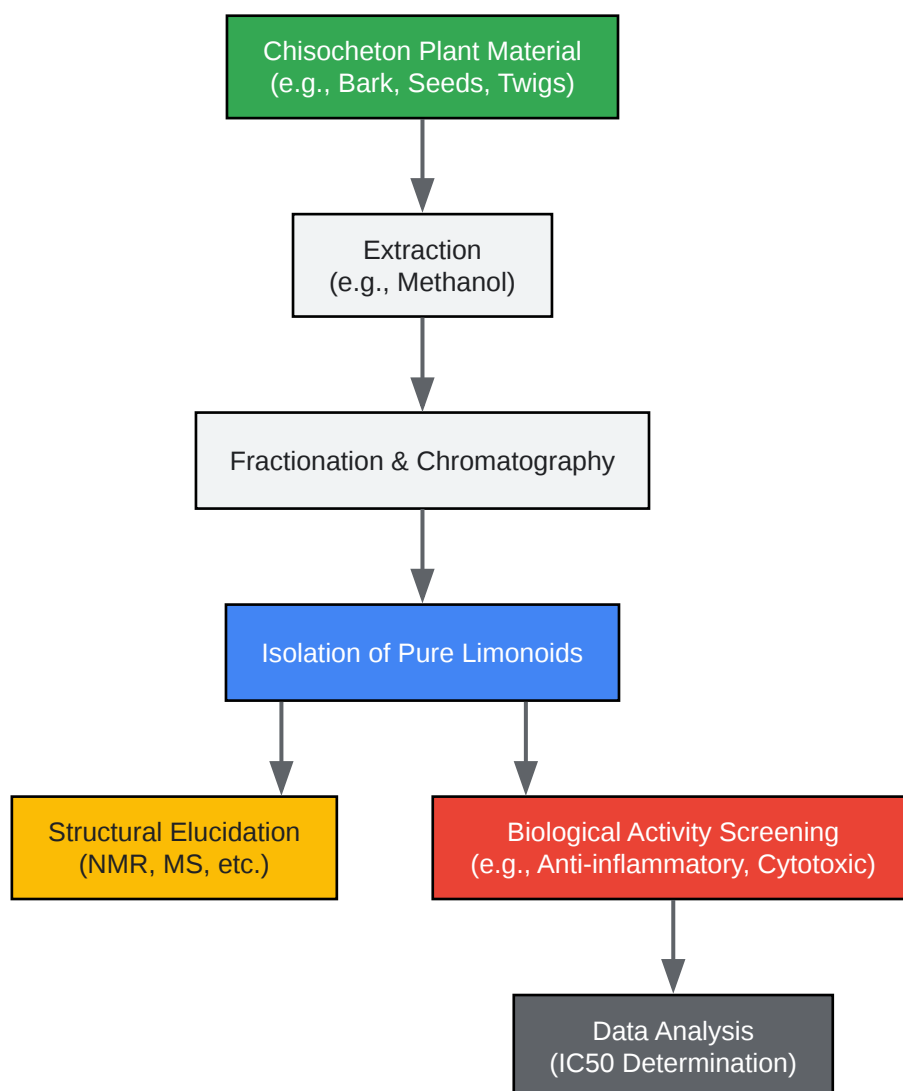 Chisocheton Plant Material
(e.g., Bark, Seeds, Twigs)
Extraction
(e.g., Methanol)
Fractionation & Chromatography
Isolation of Pure Limonoids
Structural Elucidation
(NMR, MS, etc.)
Biological Activity Screening
(e.g., Anti-inflammatory, Cytotoxic)
Data Analysis
(IC50 Determination)